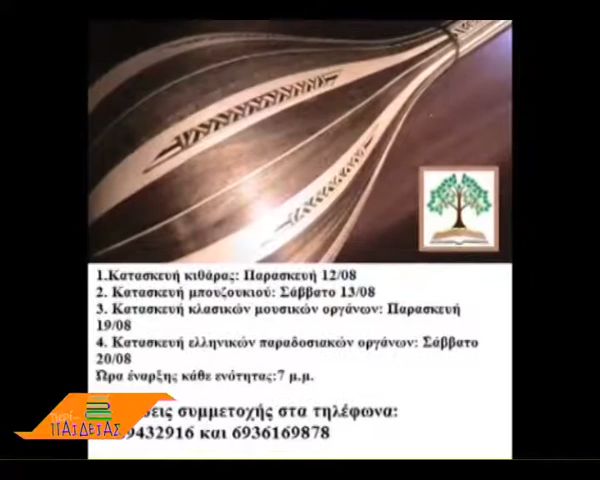 1.Κατασκευή κιθάρας: Παρασκευή 12/08
2. Κατασκευή μπουζουκιού: Σάββατο 13/08
3. Κατασκευή κλασικών μουσικών οργάνων: Παρασκευή
19/08
4. Κατασκευή ελληνικών παραδοσιακών οργάνων: Σάββατο
20/08
Ώρα έναρξης κάθε ενότητας:7 μ.μ.
συμμετοχής στα τηλέφωνα:
9432916 και 6936169878
περί...
ΠΑΙΔΕΙΑΣ